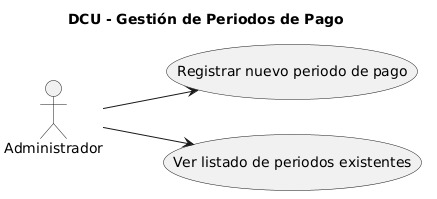 DCU - Gestión de Periodos de Pago
Registrar nuevo periodo de pago
Administrador
Ver listado de periodos existentes